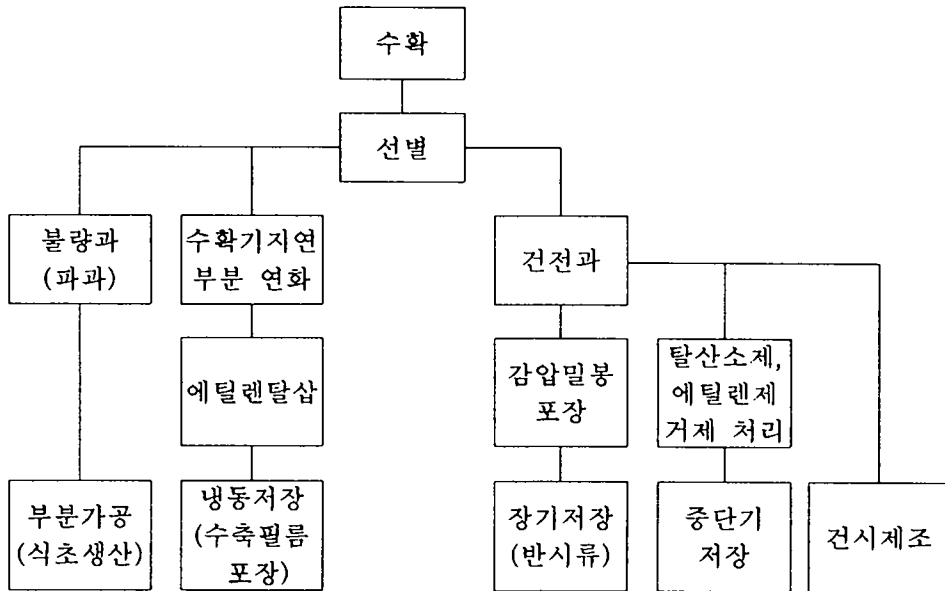 수확
선별
불량과
(파과)
수확기지연
부분 연화
건전과
에틸렌탈삽
감압밀봉
포장
탈산소제,
에틸렌제
거제 처리
부분가공
(식초생산)
냉동저장
(수축필름
포장)
장기저장
(반시류)
중단기
저장
건시제조